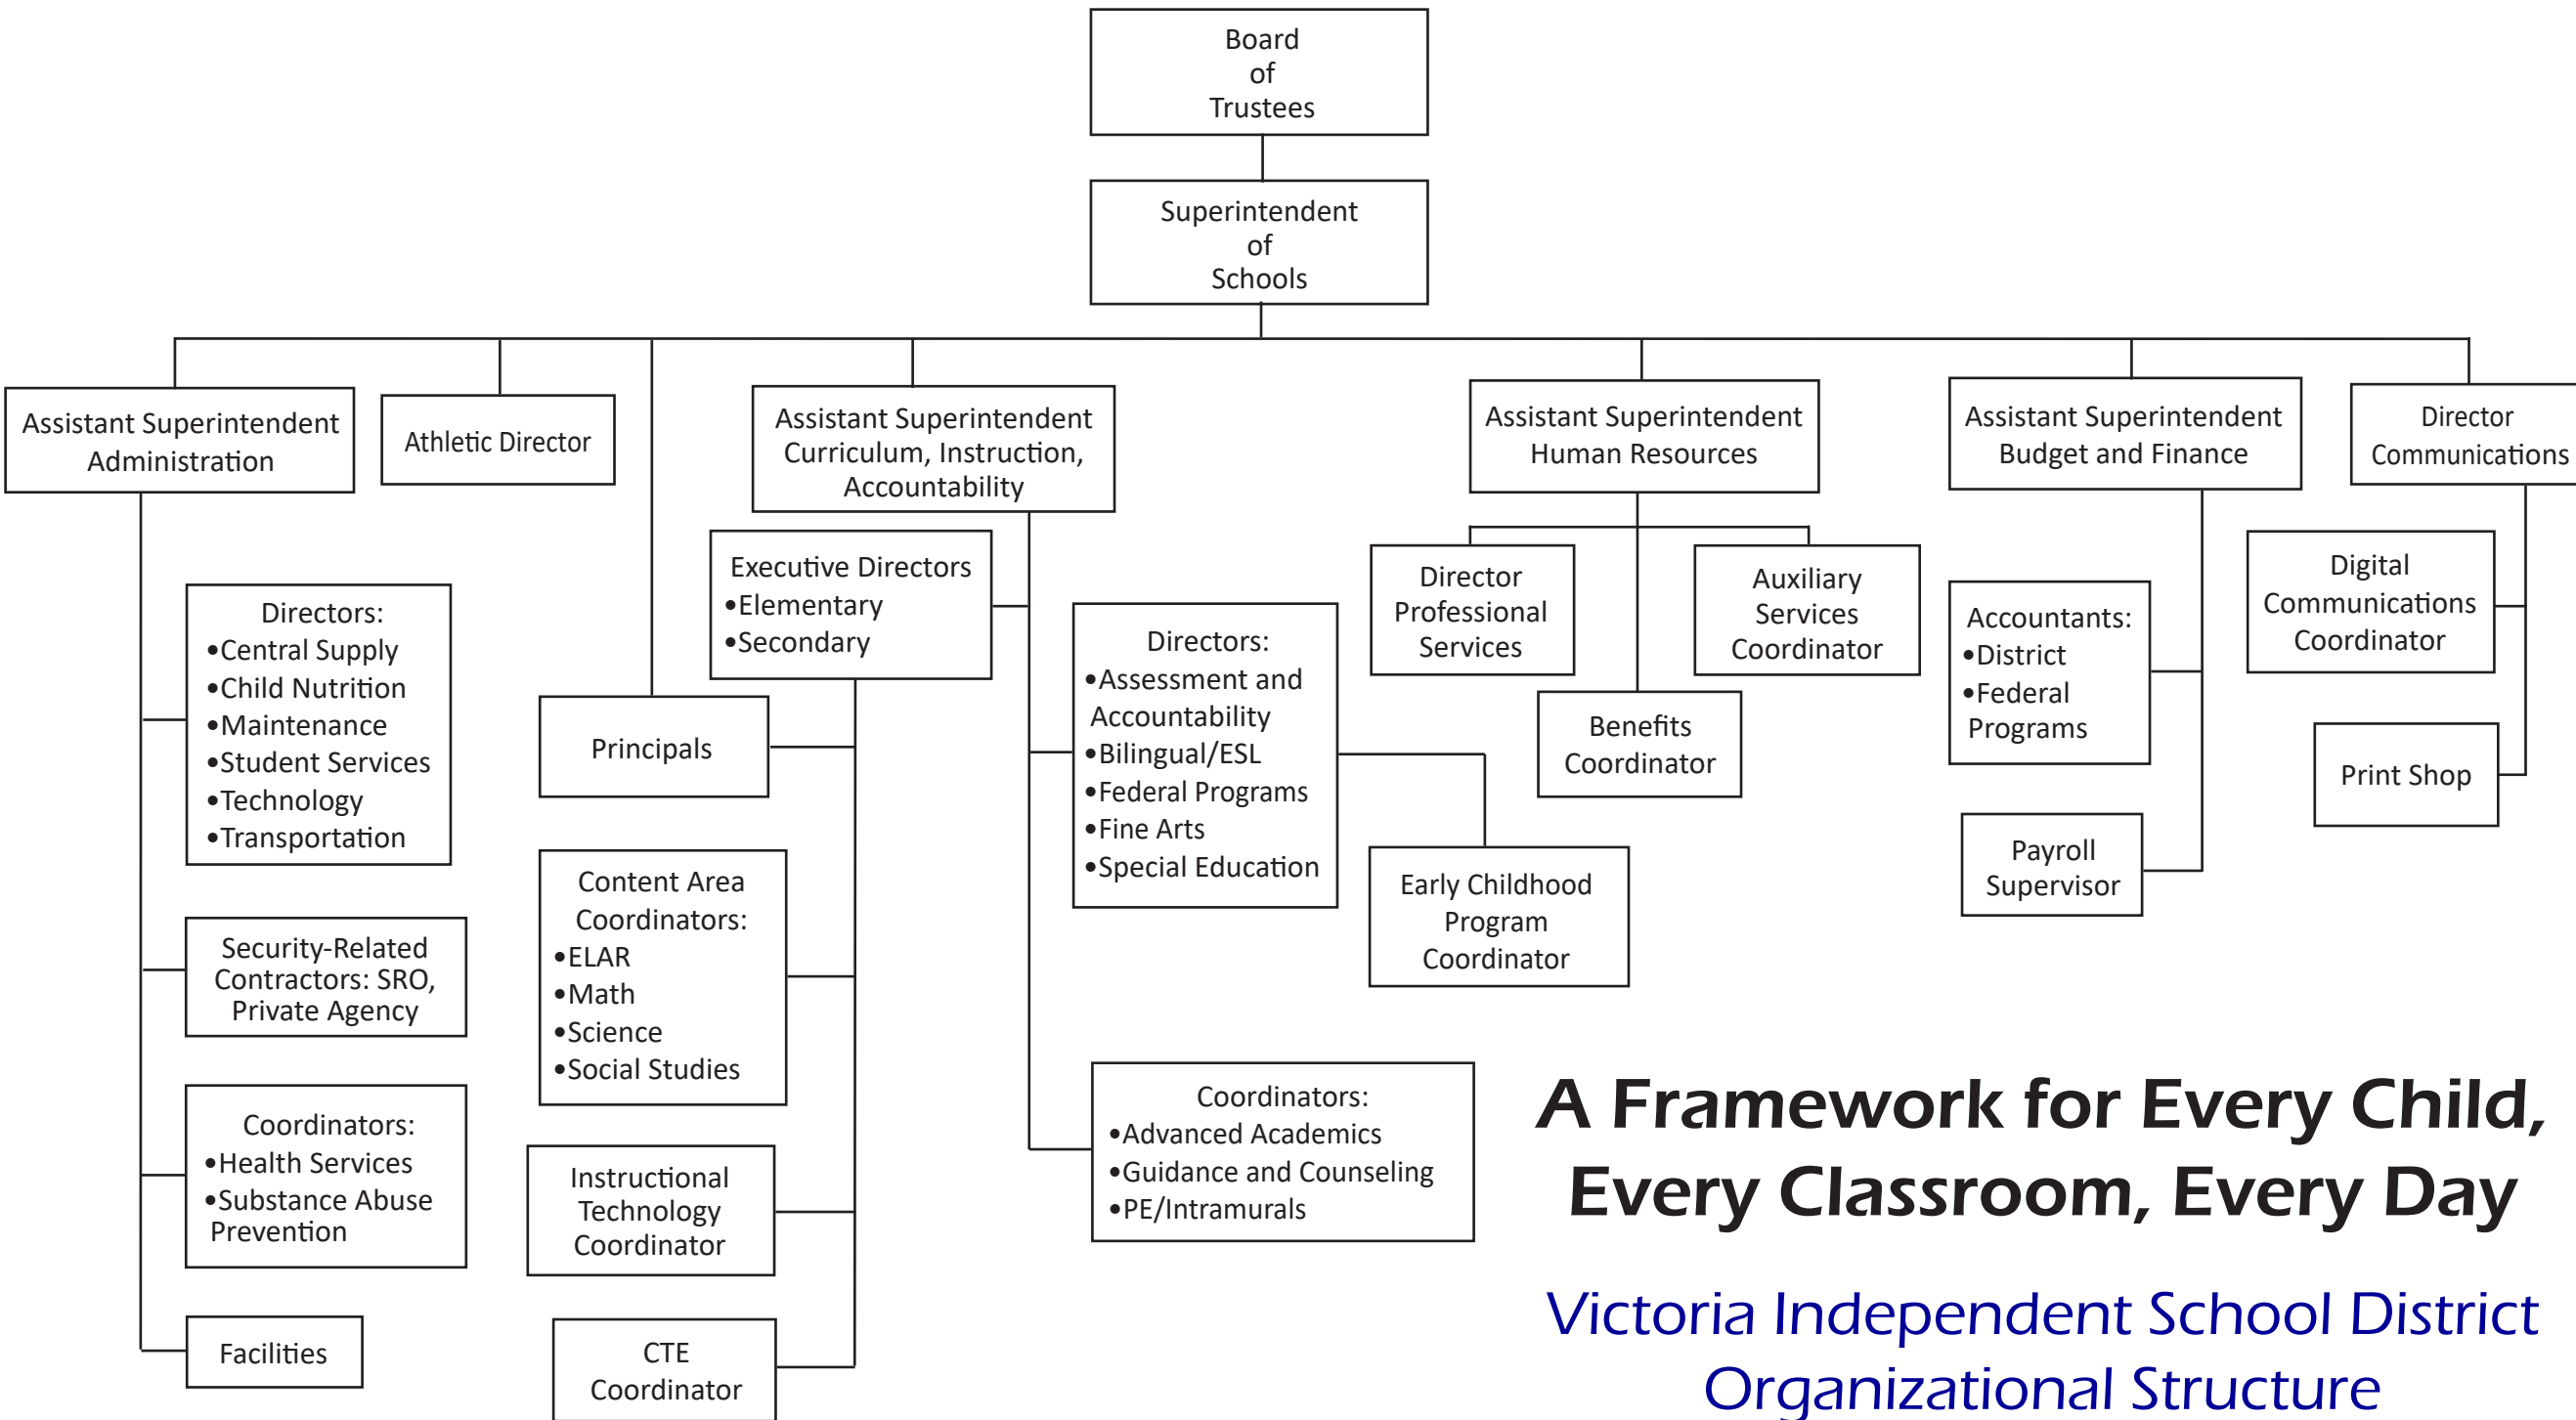 Board
of
Trustees
Superintendent
of
Schools
Assistant Superintendent
Administration
Athletic Director
Assistant Superintendent
Curriculum, Instruction,
Accountability
Assistant Superintendent
Human Resources
Assistant Superintendent
Budget and Finance
Director
Communications
Directors:
•Central Supply
•Child Nutrition
•Maintenance
•Student Services
•Technology
•Transportation
Security-Related
Contractors: SRO,
Private Agency
Coordinators:
•Health Services
•Substance Abuse
Prevention
Facilities
Executive Directors
•Elementary
•Secondary
Principals
Content Area
Coordinators:
•ELAR
•Math
•Science
•Social Studies
Instructional
Technology
Coordinator
CTE
Coordinator
Directors:
•Assessment and
Accountability
•Bilingual/ESL
•Federal Programs
•Fine Arts
•Special Education
Early Childhood
Program
Coordinator
Coordinators:
•Advanced Academics
•Guidance and Counseling
•PE/Intramurals
Director
Professional
Services
Benefits
Coordinator
Auxiliary
Services
Coordinator
Accountants:
•District
•Federal
Programs
Payroll
Supervisor
Digital
Communications
Coordinator
Print Shop
A Framework for Every Child,
Every Classroom, Every Day
Victoria Independent School District
Organizational Structure